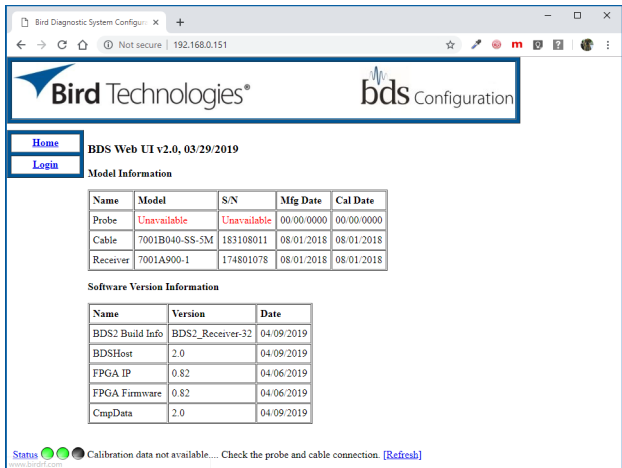 Bird Diagnostic System Configur
Not secure | 192.168.0.151
Bird Technologies®
bds Configuration
Home
Login
BDS Web UI v2.0, 03/29/2019
Model Information
Name Model S/N Mfg Date Cal Date
Probe Unavailable Unavailable 00/00/0000 00/00/0000
Cable 7001B040-SS-5M 183108011 08/01/2018 08/01/2018
Receiver 7001A900-1 174801078 08/01/2018 08/01/2018
Software Version Information
Name Version Date
BDS2 Build Info BDS2_Receiver-32 04/09/2019
BDSHost 2.0 04/09/2019
FPGA IP 0.82 04/06/2019
FPGA Firmware 0.82 04/06/2019
CmpData 2.0 04/09/2019
Status Calibration data not available.... Check the probe and cable connection. [Refresh]
www.birdrf.com